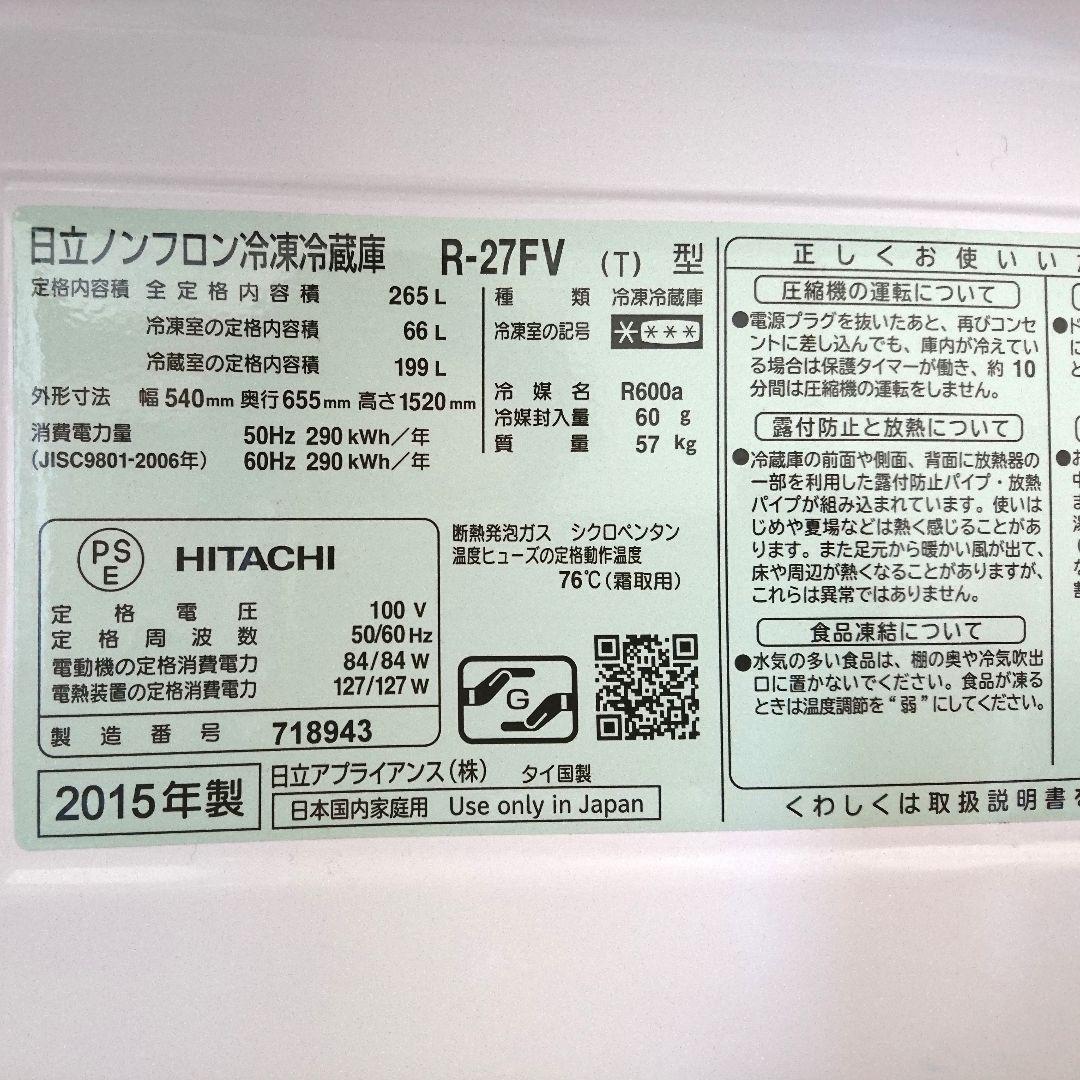 日立ノンフロン冷凍冷蔵庫 R-27FV (T) 型
定格内容積 全定格内容積 265 L
冷凍室の定格内容積 66 L
冷蔵室の定格内容積 199 L
外形寸法 幅 540mm 奥行 655mm 高さ 1520mm
消費電力量 50Hz 290 kWh/年
(JISC9801-2006年) 60Hz 290 kWh/年
種類 冷凍冷蔵庫
冷凍室の記号 ****
冷媒名 R600a
冷媒封入量 60 g
質量 57 kg
PSE HITACHI
定格電圧 100 V
定格周波数 50/60 Hz
電動機の定格消費電力 84/84 W
電熱装置の定格消費電力 127/127 W
製造番号 718943
断熱発泡ガス シクロペンタン
温度ヒューズの定格動作温度
76℃(霜取用)
G
2015年製
日立アプライアンス(株) タイ国製
日本国内家庭用 Use only in Japan
正しくお使いい
圧縮機の運転について
●電源プラグを抜いたあと、再びコンセ
ントに差し込んでも、庫内が冷えてい
る場合は保護タイマーが働き、約 10
分間は圧縮機の運転をしません。
露付防止と放熱について
●冷蔵庫の前面や側面、背面に放熱器の
一部を利用した露付防止パイプ・放熱
パイプが組み込まれています。使いは
じめや夏場などは熱く感じることがあ
ります。また足元から暖かい風が出て、
床や周辺が熱くなることがありますが、
これらは異常ではありません。
食品凍結について
●水気の多い食品は、棚の奥や冷気吹出
口に置かないでください。食品が凍る
ときは温度調節を“弱”にしてください。
くわしくは取扱説明書を